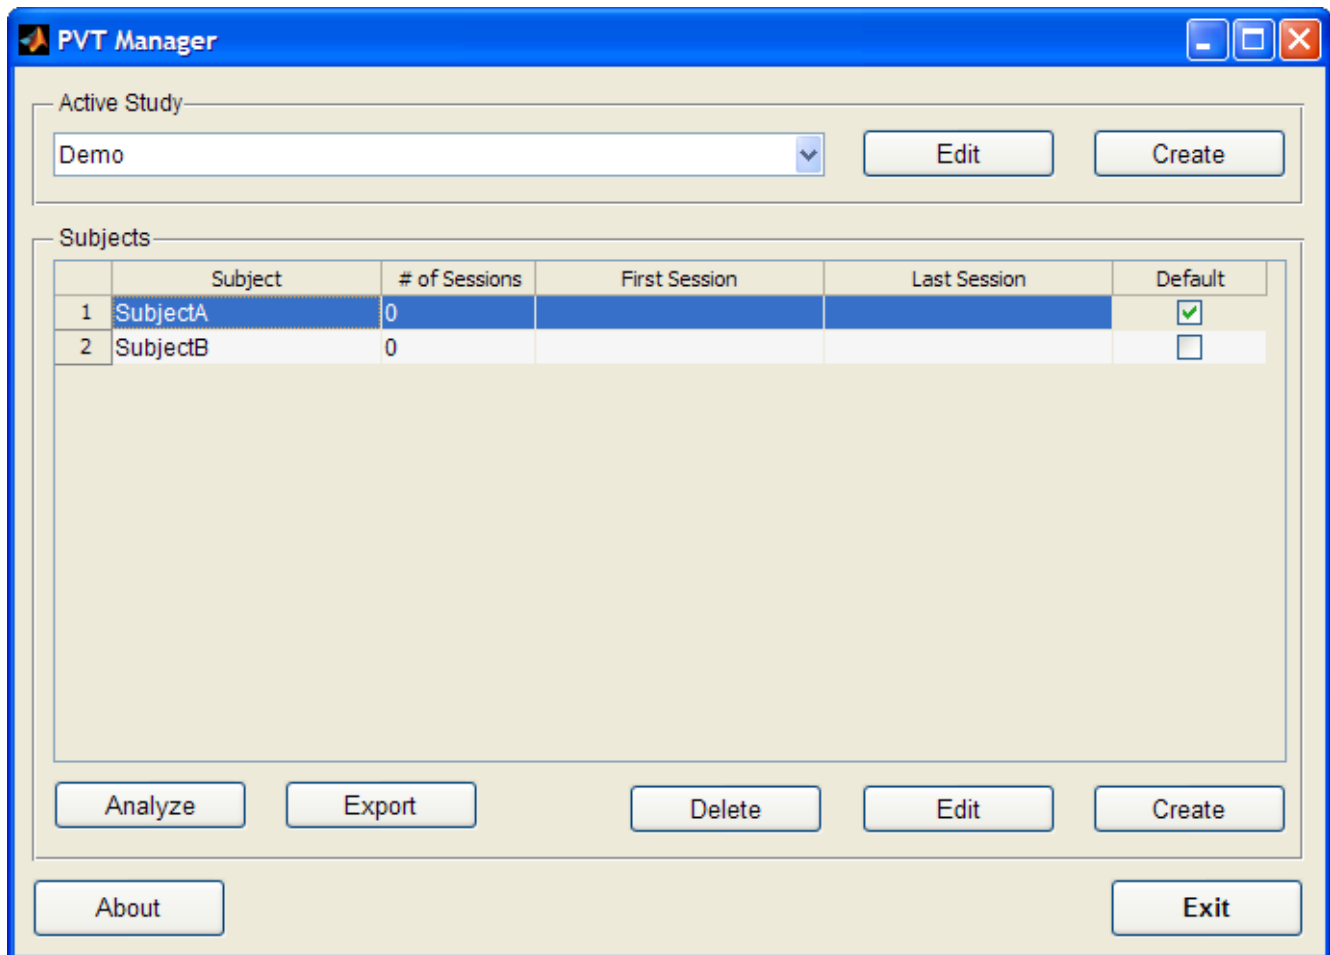 PVT Manager
Active Study
Demo Edit Create
Subjects
Subject # of Sessions First Session Last Session Default
1 SubjectA 0
2 SubjectB 0
Analyze Export Delete Edit Create
About Exit